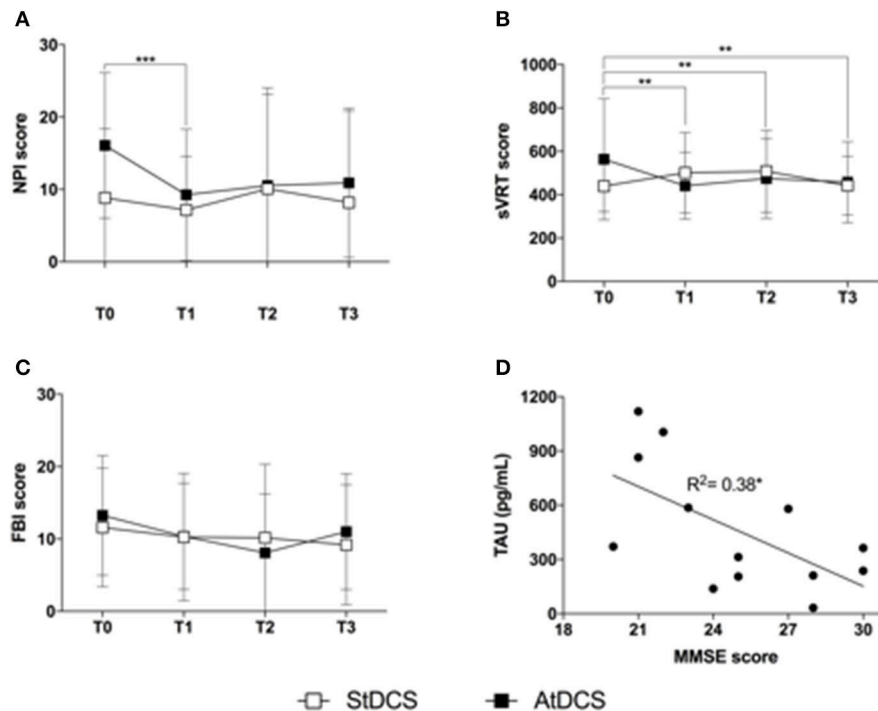 A
30
20
10
0
NPI score
***
T0 T1 T2 T3
B
1000
800
600
400
200
0
sVRT score
**
**
**
T0 T1 T2 T3
C
30
20
10
0
FBI score
T0 T1 T2 T3
D
1200
900
600
300
0
TAU (pg/mL)
R²= 0.38*
18 21 24 27 30
MMSE score
StDCS AtDCS